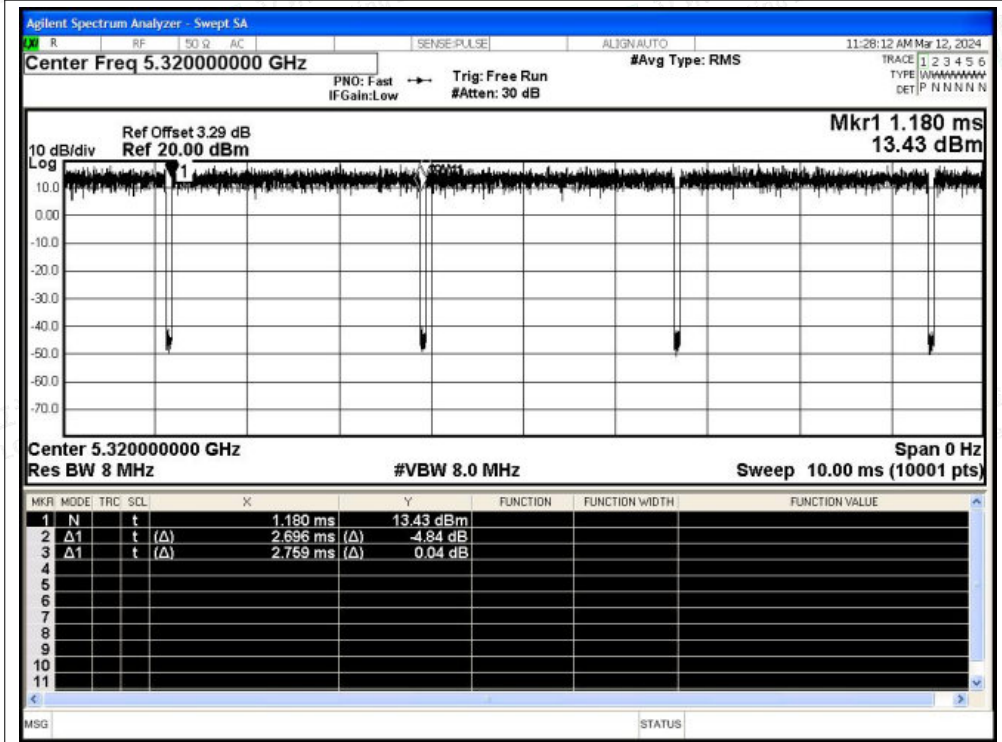 Agilent Spectrum Analyzer - Swept SA
LXI R RF 50 Ω AC SENSE:PULSE ALIGNAUTO 11:28:12 AM Mar 12, 2024
Center Freq 5.320000000 GHz #Avg Type: RMS TRACE 1 2 3 4 5 6
PNO: Fast Trig: Free Run TYPE
IFGain:Low #Atten: 30 dB DET P N N N N N
Mkr1 1.180 ms
Ref Offset 3.29 dB
10 dB/div Ref 20.00 dBm 13.43 dBm
Log
1
10.0
0.00
-10.0
-20.0
-30.0
-40.0
-50.0
-60.0
-70.0
Center 5.320000000 GHz Span 0 Hz
Res BW 8 MHz #VBW 8.0 MHz Sweep 10.00 ms (10001 pts)
MKR MODE TRC SCL X Y FUNCTION FUNCTION WIDTH FUNCTION VALUE
1 N t 1.180 ms 13.43 dBm
2 Δ1 t (Δ) 2.696 ms (Δ) -4.84 dB
3 Δ1 t (Δ) 2.759 ms (Δ) 0.04 dB
4
5
6
7
8
9
10
11
MSG STATUS